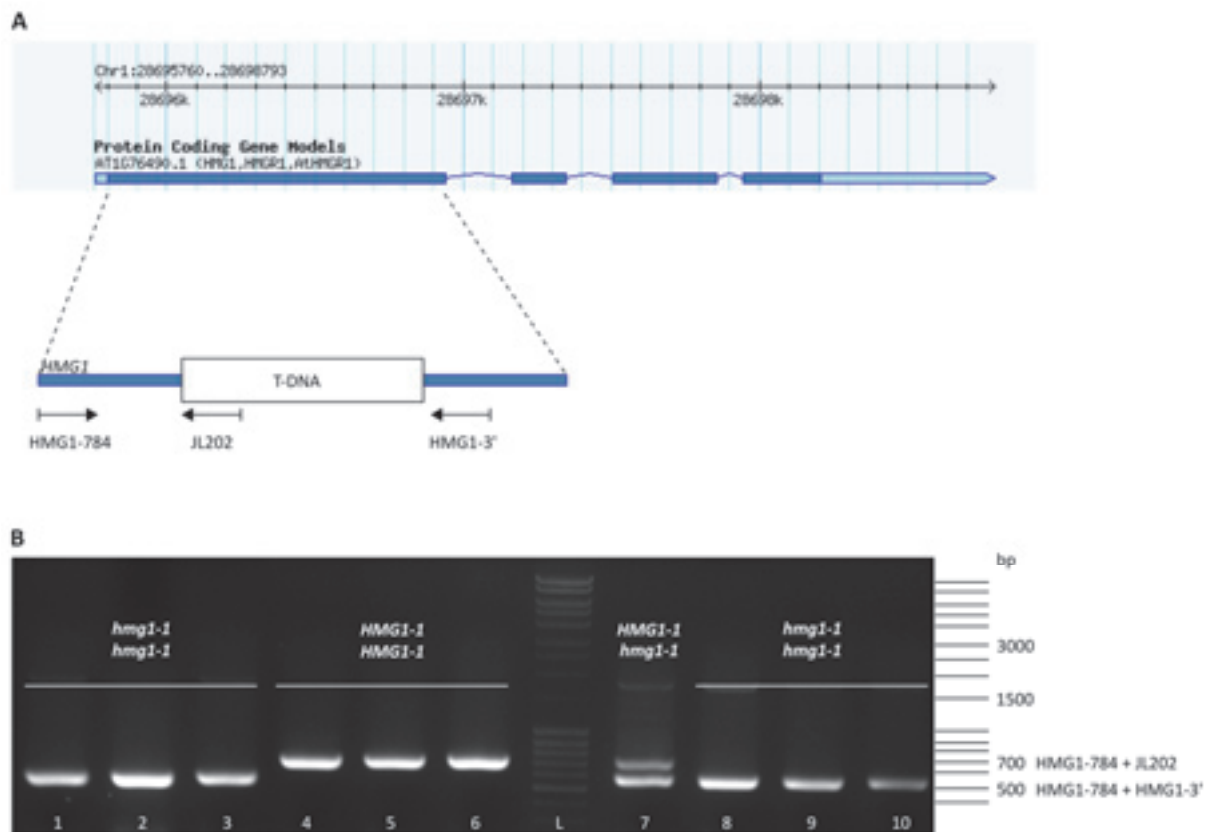 A
Chr1:28695760..28698793
28696k 28697k 28698k
Protein Coding Gene Models
AT1G76490.1 (HMG1,HMGR1,AtHMGR1)
HMG1
T-DNA
HMG1-784 JL202 HMG1-3'
B
bp
hmg1-1 HMG1-1 HMG1-1 hmg1-1
hmg1-1 HMG1-1 hmg1-1 hmg1-1
3000
1500
700 HMG1-784 + JL202
500 HMG1-784 + HMG1-3'
1 2 3 4 5 6 L 7 8 9 10